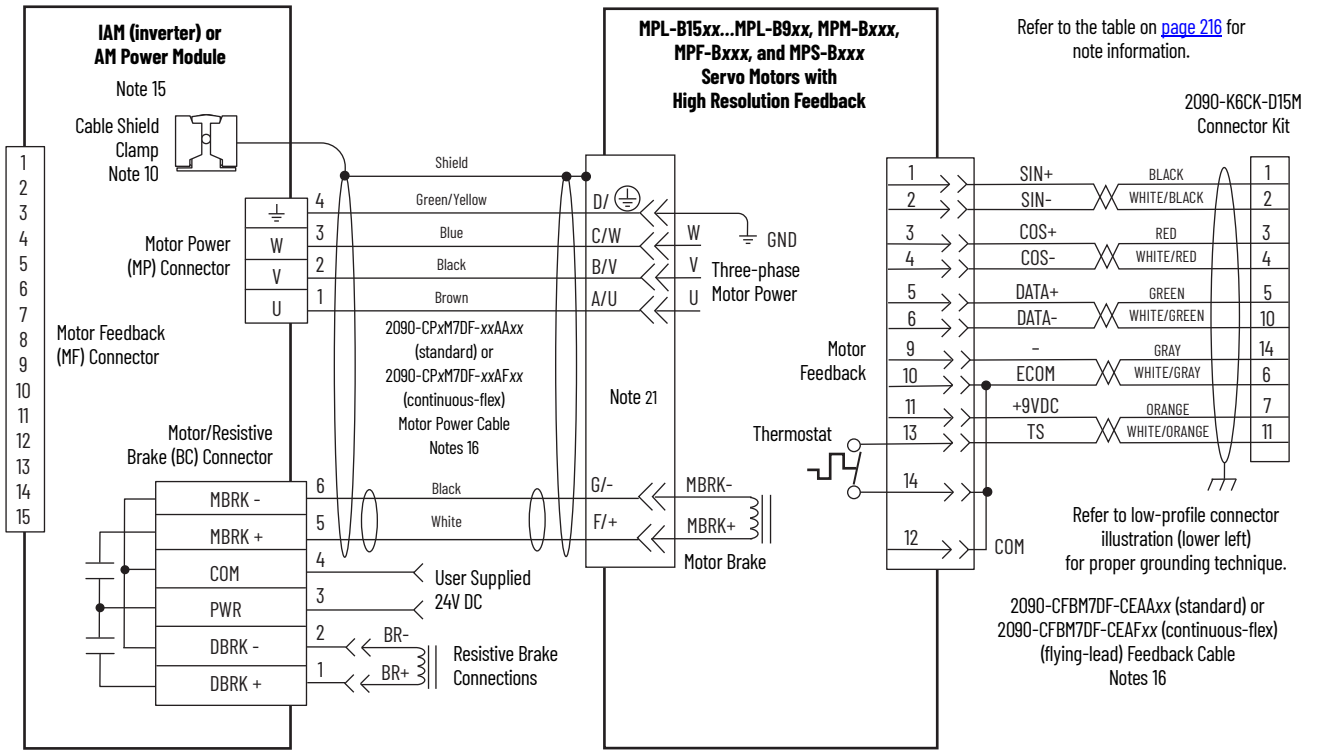 IAM (inverter) or
AM Power Module
Note 15
Cable Shield
Clamp
Note 10
1
2
3
4
5
6
7
8
9
10
11
12
13
14
15
Motor Feedback
(MF) Connector
Motor Power
(MP) Connector
W
V
U
4
3
2
1
Shield
Green/Yellow
Blue
Black
Brown
2090-CPxM7DF-xxAAxx
(standard) or
2090-CPxM7DF-xxAFxx
(continuous-flex)
Motor Power Cable
Notes 16
Motor/Resistive
Brake (BC) Connector
MBRK -
MBRK +
COM
PWR
DBRK -
DBRK +
6
5
4
3
2
1
Black
White
User Supplied
24V DC
BR-
BR+
Resistive Brake
Connections
MPL-B15xx...MPL-B9xx, MPM-Bxxx,
MPF-Bxxx, and MPS-Bxxx
Servo Motors with
High Resolution Feedback
D/
C/W
B/V
A/U
W
V
U
GND
Three-phase
Motor Power
Note 21
G/-
F/+
MBRK-
MBRK+
Motor Brake
Motor
Feedback
Thermostat
1
2
3
4
5
6
9
10
11
13
14
12
COM
SIN+
SIN-
COS+
COS-
DATA+
DATA-
-
ECOM
+9VDC
TS
BLACK
WHITE/BLACK
RED
WHITE/RED
GREEN
WHITE/GREEN
GRAY
WHITE/GRAY
ORANGE
WHITE/ORANGE
Refer to the table on page 216 for
note information.
2090-K6CK-D15M
Connector Kit
1
2
3
4
5
10
14
6
7
11
Refer to low-profile connector
illustration (lower left)
for proper grounding technique.
2090-CFBM7DF-CEAAxx (standard) or
2090-CFBM7DF-CEAFxx (continuous-flex)
(flying-lead) Feedback Cable
Notes 16